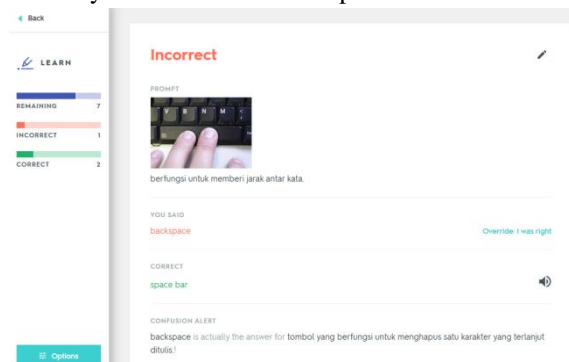 Back
LEARN
REMAINING 7
INCORRECT 1
CORRECT 2
Options
Incorrect
PROMPT
V B N M
berfungsi untuk memberi jarak antar kata.
YOU SAID
backspace
Override: I was right
CORRECT
space bar
CONFUSION ALERT
backspace is actually the answer for tombol yang berfungsi untuk menghapus satu karakter yang terlanjut
ditulis.!